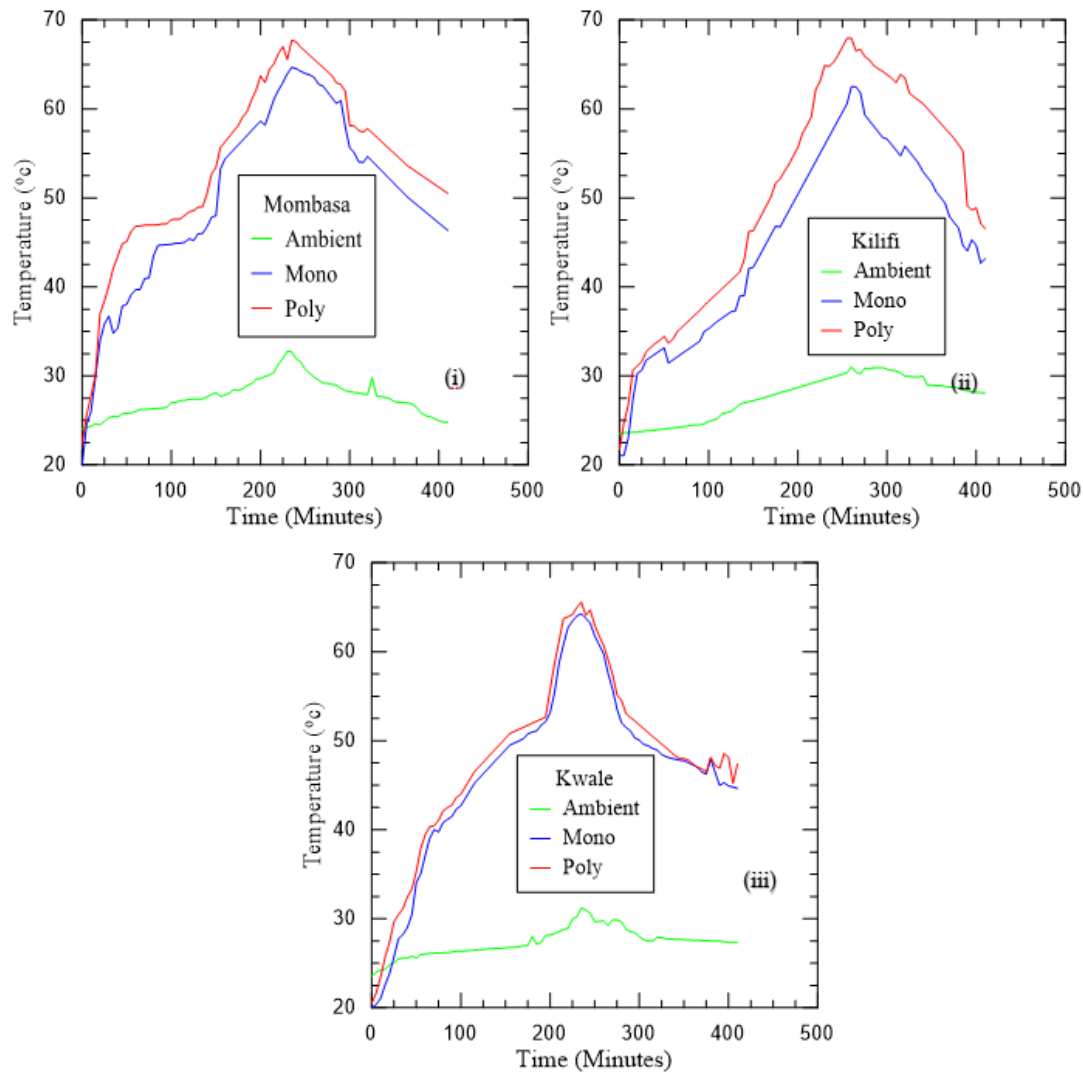 70
60
50
40
30
20
Temperature (°c)
Mombasa
Ambient
Mono
Poly
(i)
0 100 200 300 400 500
Time (Minutes)
70
60
50
40
30
20
Temperature (°c)
Kilifi
Ambient
Mono
Poly
(ii)
0 100 200 300 400 500
Time (Minutes)
70
60
50
40
30
20
Temperature (°c)
Kwale
Ambient
Mono
Poly
(iii)
0 100 200 300 400 500
Time (Minutes)